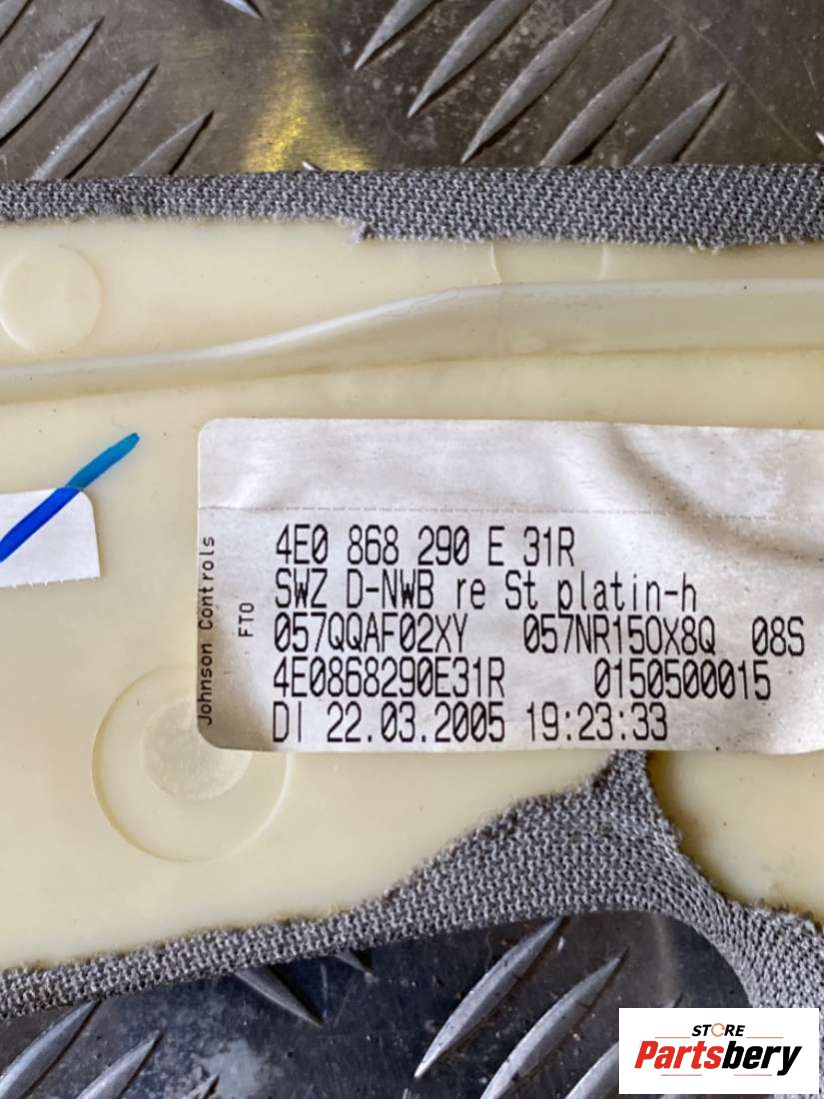 Johnson Controls
FTO
4E0 868 290 E 31R
SWZ D-NWB re St platin-h
057QQAF02XY 057NR150X8Q 08S
4E0868290E31R 0150500015
DI 22.03.2005 19:23:33
STORE
Partsbery